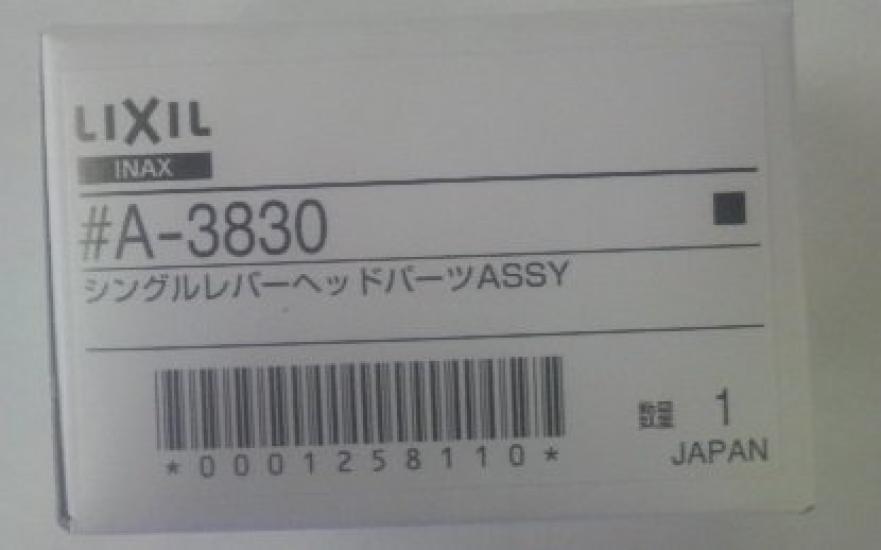 LIXIL
INAX
#A-3830
シングルレバーヘッドパーツASSY
*0001258110*
数量 1
JAPAN